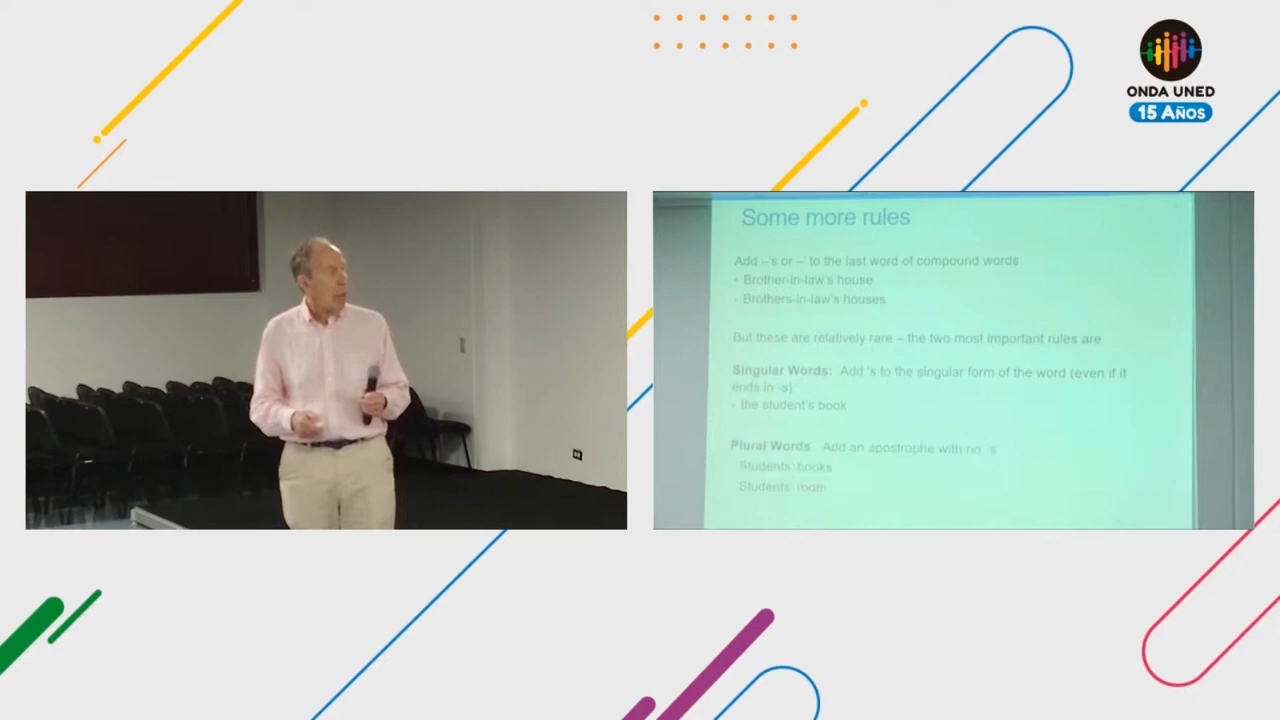 ONDA UNED
15 AÑOS
Some more rules
Add –'s or –' to the last word of compound words
- Brother-in-law's house
- Brothers-in-law's houses
But these are relatively rare – the two most important rules are
Singular Words: Add 's to the singular form of the word (even if it
ends in -s):
- the student's book
Plural Words Add an apostrophe with no 's'
Students' books
Students' room